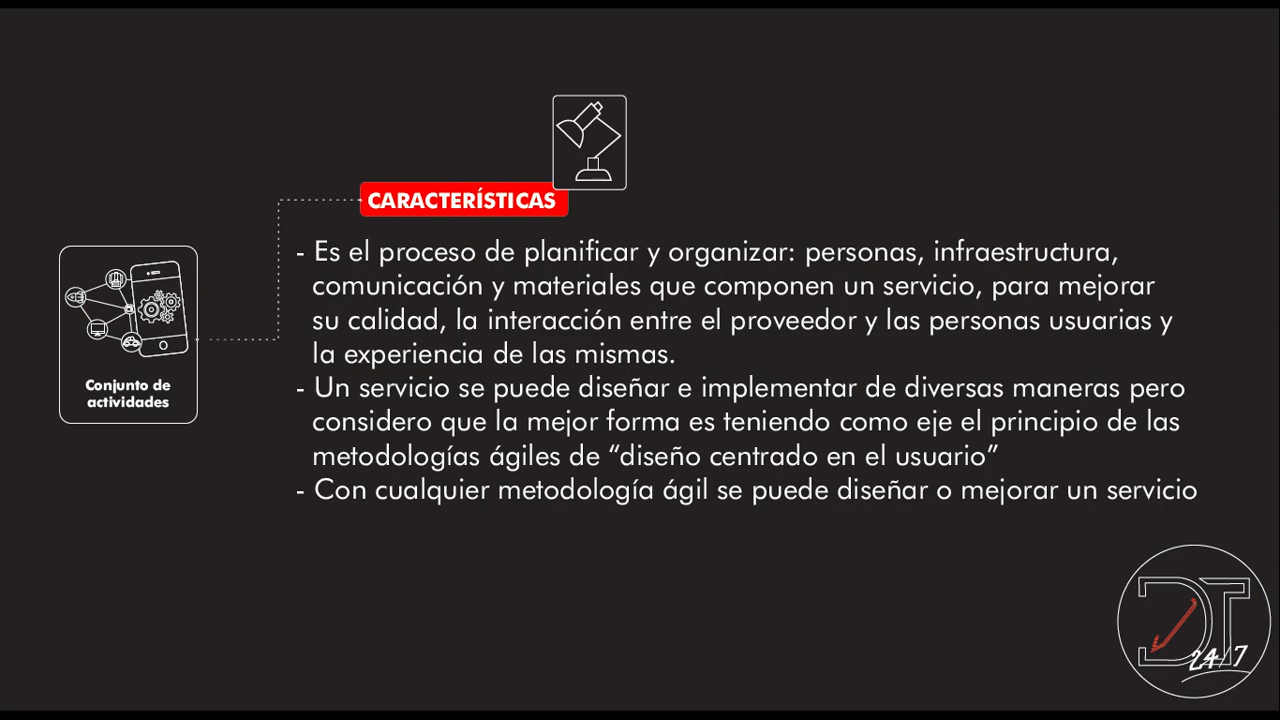 CARACTERÍSTICAS
- Es el proceso de planificar y organizar: personas, infraestructura,
comunicación y materiales que componen un servicio, para mejorar
su calidad, la interacción entre el proveedor y las personas usuarias y
la experiencia de las mismas.
- Un servicio se puede diseñar e implementar de diversas maneras pero
considero que la mejor forma es teniendo como eje el principio de las
metodologías ágiles de “diseño centrado en el usuario”
- Con cualquier metodología ágil se puede diseñar o mejorar un servicio
Conjunto de
actividades
DT
24/7